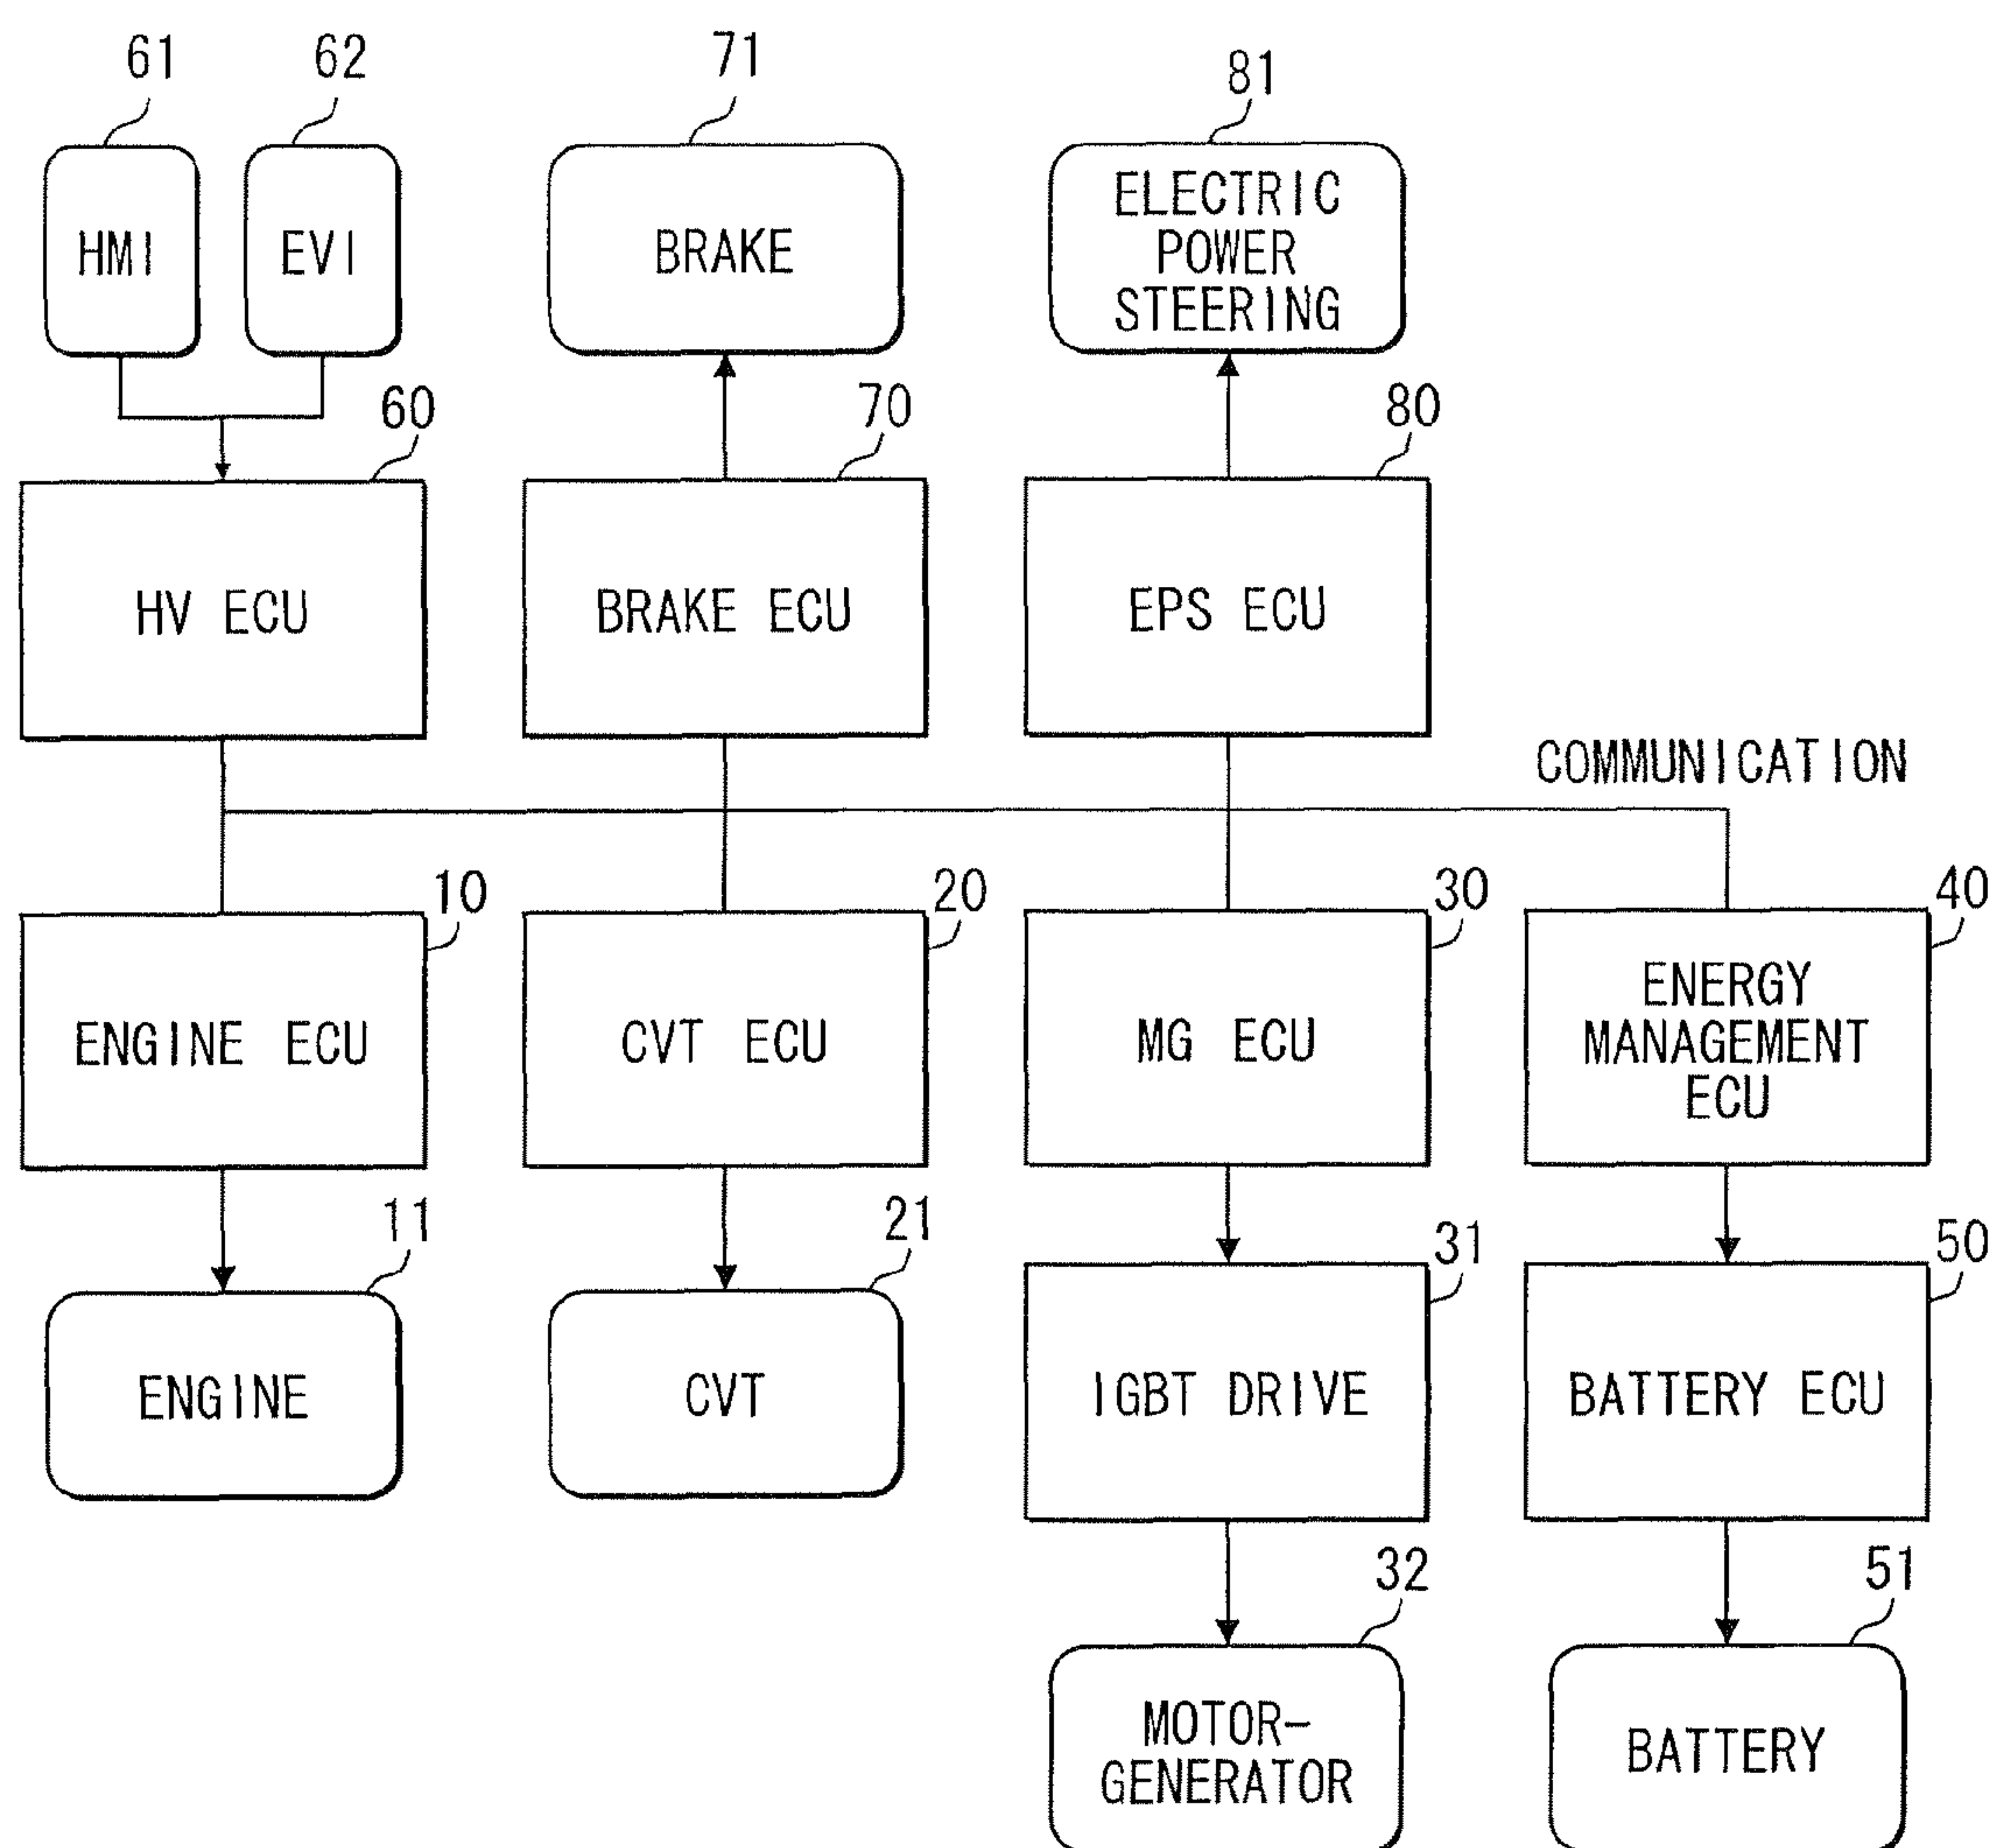 61
62
71
81
HMI
EVI
BRAKE
ELECTRIC
POWER
STEERING
60
70
80
HV ECU
BRAKE ECU
EPS ECU
COMMUNICATION
10
20
30
40
ENGINE ECU
CVT ECU
MG ECU
ENERGY
MANAGEMENT
ECU
11
21
31
50
ENGINE
CVT
IGBT DRIVE
BATTERY ECU
32
51
MOTOR-
GENERATOR
BATTERY